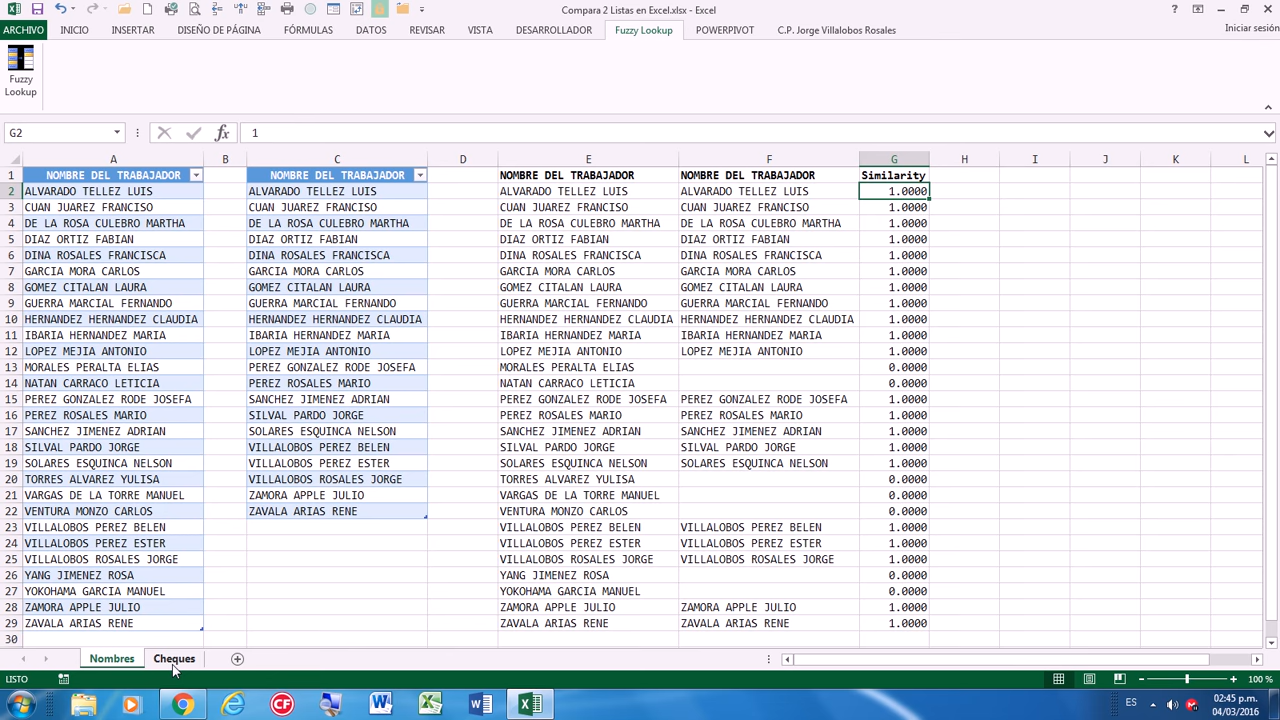 Compara 2 Listas en Excel.xlsx - Excel
ARCHIVO INICIO INSERTAR DISEÑO DE PÁGINA FÓRMULAS DATOS REVISAR VISTA DESARROLLADOR Fuzzy Lookup POWERPIVOT C.P. Jorge Villalobos Rosales Iniciar sesión
Fuzzy
Lookup
G2 fx 1
A B C D E F G H I J K L
1 NOMBRE DEL TRABAJADOR NOMBRE DEL TRABAJADOR NOMBRE DEL TRABAJADOR NOMBRE DEL TRABAJADOR Similarity
2 ALVARADO TELLEZ LUIS ALVARADO TELLEZ LUIS ALVARADO TELLEZ LUIS ALVARADO TELLEZ LUIS 1.0000
3 CUAN JUAREZ FRANCISO CUAN JUAREZ FRANCISO CUAN JUAREZ FRANCISO CUAN JUAREZ FRANCISO 1.0000
4 DE LA ROSA CULEBRO MARTHA DE LA ROSA CULEBRO MARTHA DE LA ROSA CULEBRO MARTHA DE LA ROSA CULEBRO MARTHA 1.0000
5 DIAZ ORTIZ FABIAN DIAZ ORTIZ FABIAN DIAZ ORTIZ FABIAN DIAZ ORTIZ FABIAN 1.0000
6 DINA ROSALES FRANCISCA DINA ROSALES FRANCISCA DINA ROSALES FRANCISCA DINA ROSALES FRANCISCA 1.0000
7 GARCIA MORA CARLOS GARCIA MORA CARLOS GARCIA MORA CARLOS GARCIA MORA CARLOS 1.0000
8 GOMEZ CITALAN LAURA GOMEZ CITALAN LAURA GOMEZ CITALAN LAURA GOMEZ CITALAN LAURA 1.0000
9 GUERRA MARCIAL FERNANDO GUERRA MARCIAL FERNANDO GUERRA MARCIAL FERNANDO GUERRA MARCIAL FERNANDO 1.0000
10 HERNANDEZ HERNANDEZ CLAUDIA HERNANDEZ HERNANDEZ CLAUDIA HERNANDEZ HERNANDEZ CLAUDIA HERNANDEZ HERNANDEZ CLAUDIA 1.0000
11 IBARIA HERNANDEZ MARIA IBARIA HERNANDEZ MARIA IBARIA HERNANDEZ MARIA IBARIA HERNANDEZ MARIA 1.0000
12 LOPEZ MEJIA ANTONIO LOPEZ MEJIA ANTONIO LOPEZ MEJIA ANTONIO LOPEZ MEJIA ANTONIO 1.0000
13 MORALES PERALTA ELIAS PEREZ GONZALEZ RODE JOSEFA MORALES PERALTA ELIAS 0.0000
14 NATAN CARRACO LETICIA PEREZ ROSALES MARIO NATAN CARRACO LETICIA 0.0000
15 PEREZ GONZALEZ RODE JOSEFA SANCHEZ JIMENEZ ADRIAN PEREZ GONZALEZ RODE JOSEFA PEREZ GONZALEZ RODE JOSEFA 1.0000
16 PEREZ ROSALES MARIO SILVAL PARDO JORGE PEREZ ROSALES MARIO PEREZ ROSALES MARIO 1.0000
17 SANCHEZ JIMENEZ ADRIAN SOLARES ESQUINCA NELSON SANCHEZ JIMENEZ ADRIAN SANCHEZ JIMENEZ ADRIAN 1.0000
18 SILVAL PARDO JORGE VILLALOBOS PEREZ BELEN SILVAL PARDO JORGE SILVAL PARDO JORGE 1.0000
19 SOLARES ESQUINCA NELSON VILLALOBOS PEREZ ESTER SOLARES ESQUINCA NELSON SOLARES ESQUINCA NELSON 1.0000
20 TORRES ALVAREZ YULISA VILLALOBOS ROSALES JORGE TORRES ALVAREZ YULISA 0.0000
21 VARGAS DE LA TORRE MANUEL ZAMORA APPLE JULIO VARGAS DE LA TORRE MANUEL 0.0000
22 VENTURA MONZO CARLOS ZAVALA ARIAS RENE VENTURA MONZO CARLOS 0.0000
23 VILLALOBOS PEREZ BELEN VILLALOBOS PEREZ BELEN VILLALOBOS PEREZ BELEN 1.0000
24 VILLALOBOS PEREZ ESTER VILLALOBOS PEREZ ESTER VILLALOBOS PEREZ ESTER 1.0000
25 VILLALOBOS ROSALES JORGE VILLALOBOS ROSALES JORGE VILLALOBOS ROSALES JORGE 1.0000
26 YANG JIMENEZ ROSA YANG JIMENEZ ROSA 0.0000
27 YOKOHAMA GARCIA MANUEL YOKOHAMA GARCIA MANUEL 0.0000
28 ZAMORA APPLE JULIO ZAMORA APPLE JULIO ZAMORA APPLE JULIO 1.0000
29 ZAVALA ARIAS RENE ZAVALA ARIAS RENE ZAVALA ARIAS RENE 1.0000
30
Nombres Cheques
LISTO 100 %
ES 02:45 p.m.
04/03/2016